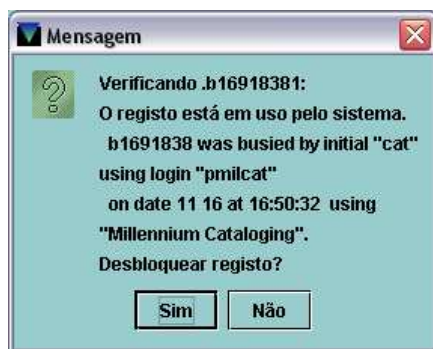 Mensagem
Verificando .b16918381:
O registo está em uso pelo sistema.
b1691838 was busied by initial "cat"
using login "pmilcat"
on date 11 16 at 16:50:32 using
"Millennium Cataloging".
Desbloquear registo?
Sim Não